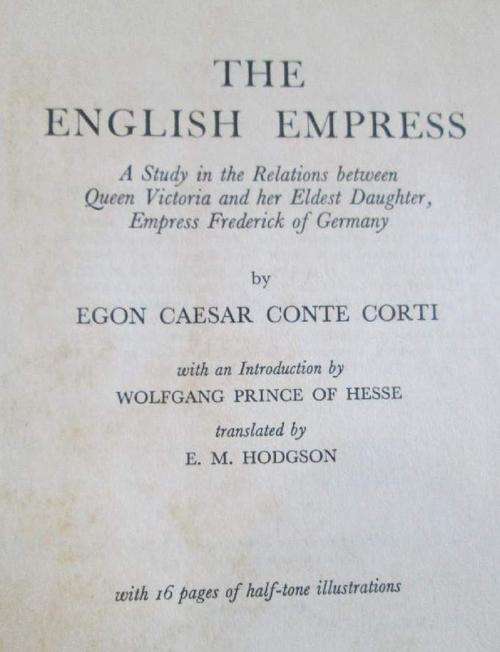 THE
ENGLISH EMPRESS
A Study in the Relations between
Queen Victoria and her Eldest Daughter,
Empress Frederick of Germany
by
EGON CAESAR CONTE CORTI
with an Introduction by
WOLFGANG PRINCE OF HESSE
translated by
E. M. HODGSON
with 16 pages of half-tone illustrations